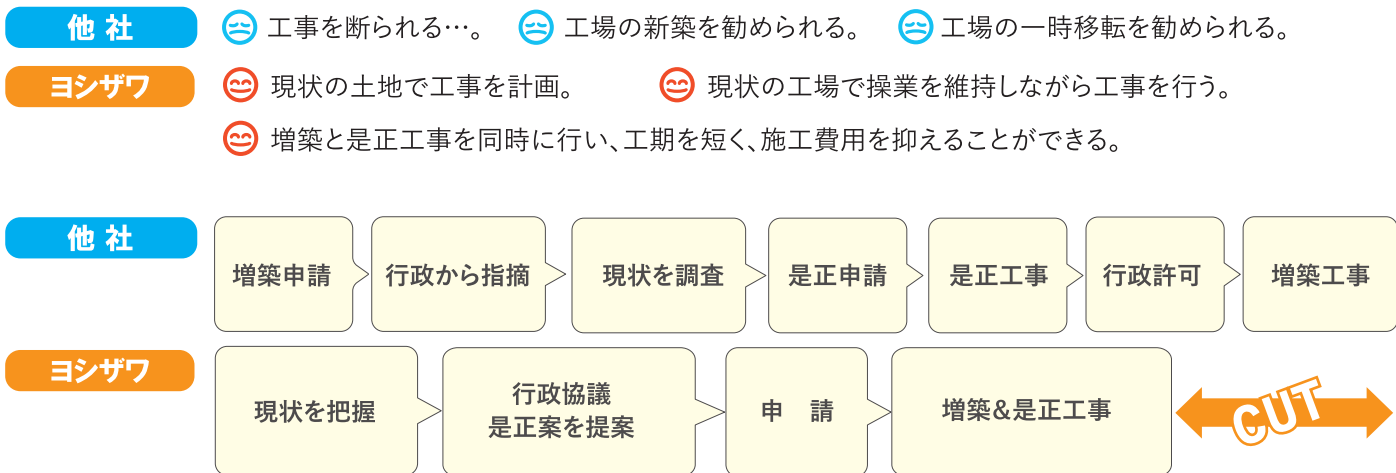 他社 工事を断られる…。 工場の新築を勧められる。 工場の一時移転を勧められる。
ヨシザワ 現状の土地で工事を計画。 現状の工場で操業を維持しながら工事を行う。
増築と是正工事を同時に行い、工期を短く、施工費用を抑えることができる。
他社
増築申請 行政から指摘 現状を調査 是正申請 是正工事 行政許可 増築工事
ヨシザワ
現状を把握
行政協議
是正案を提案
申 請
増築&是正工事
CUT